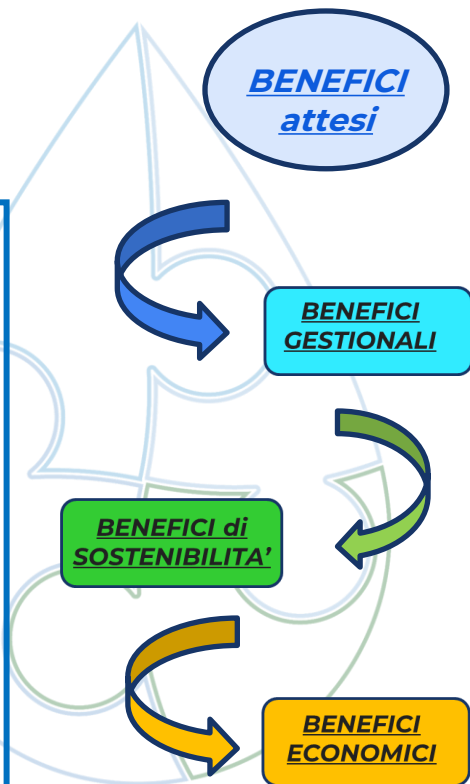 BENEFICI
attesi
BENEFICI
GESTIONALI
BENEFICI di
SOSTENIBILITA’
BENEFICI
ECONOMICI